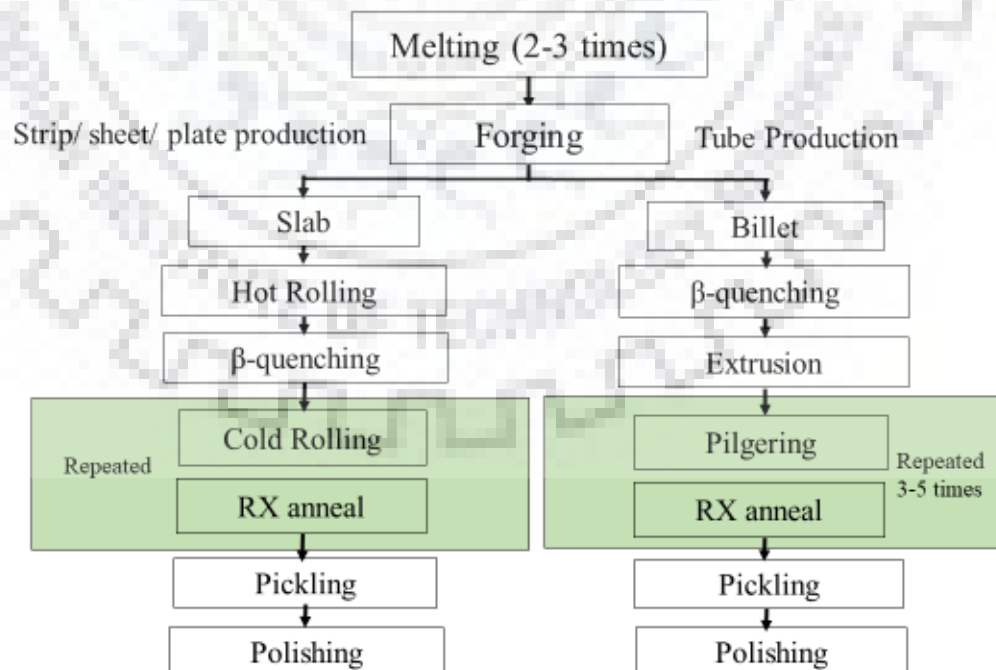 Melting (2-3 times)
Strip/ sheet/ plate production
Forging
Tube Production
Slab
Hot Rolling
β-quenching
Repeated
Cold Rolling
RX anneal
Pickling
Polishing
Billet
β-quenching
Extrusion
Pilgering
RX anneal
Repeated
3-5 times
Pickling
Polishing